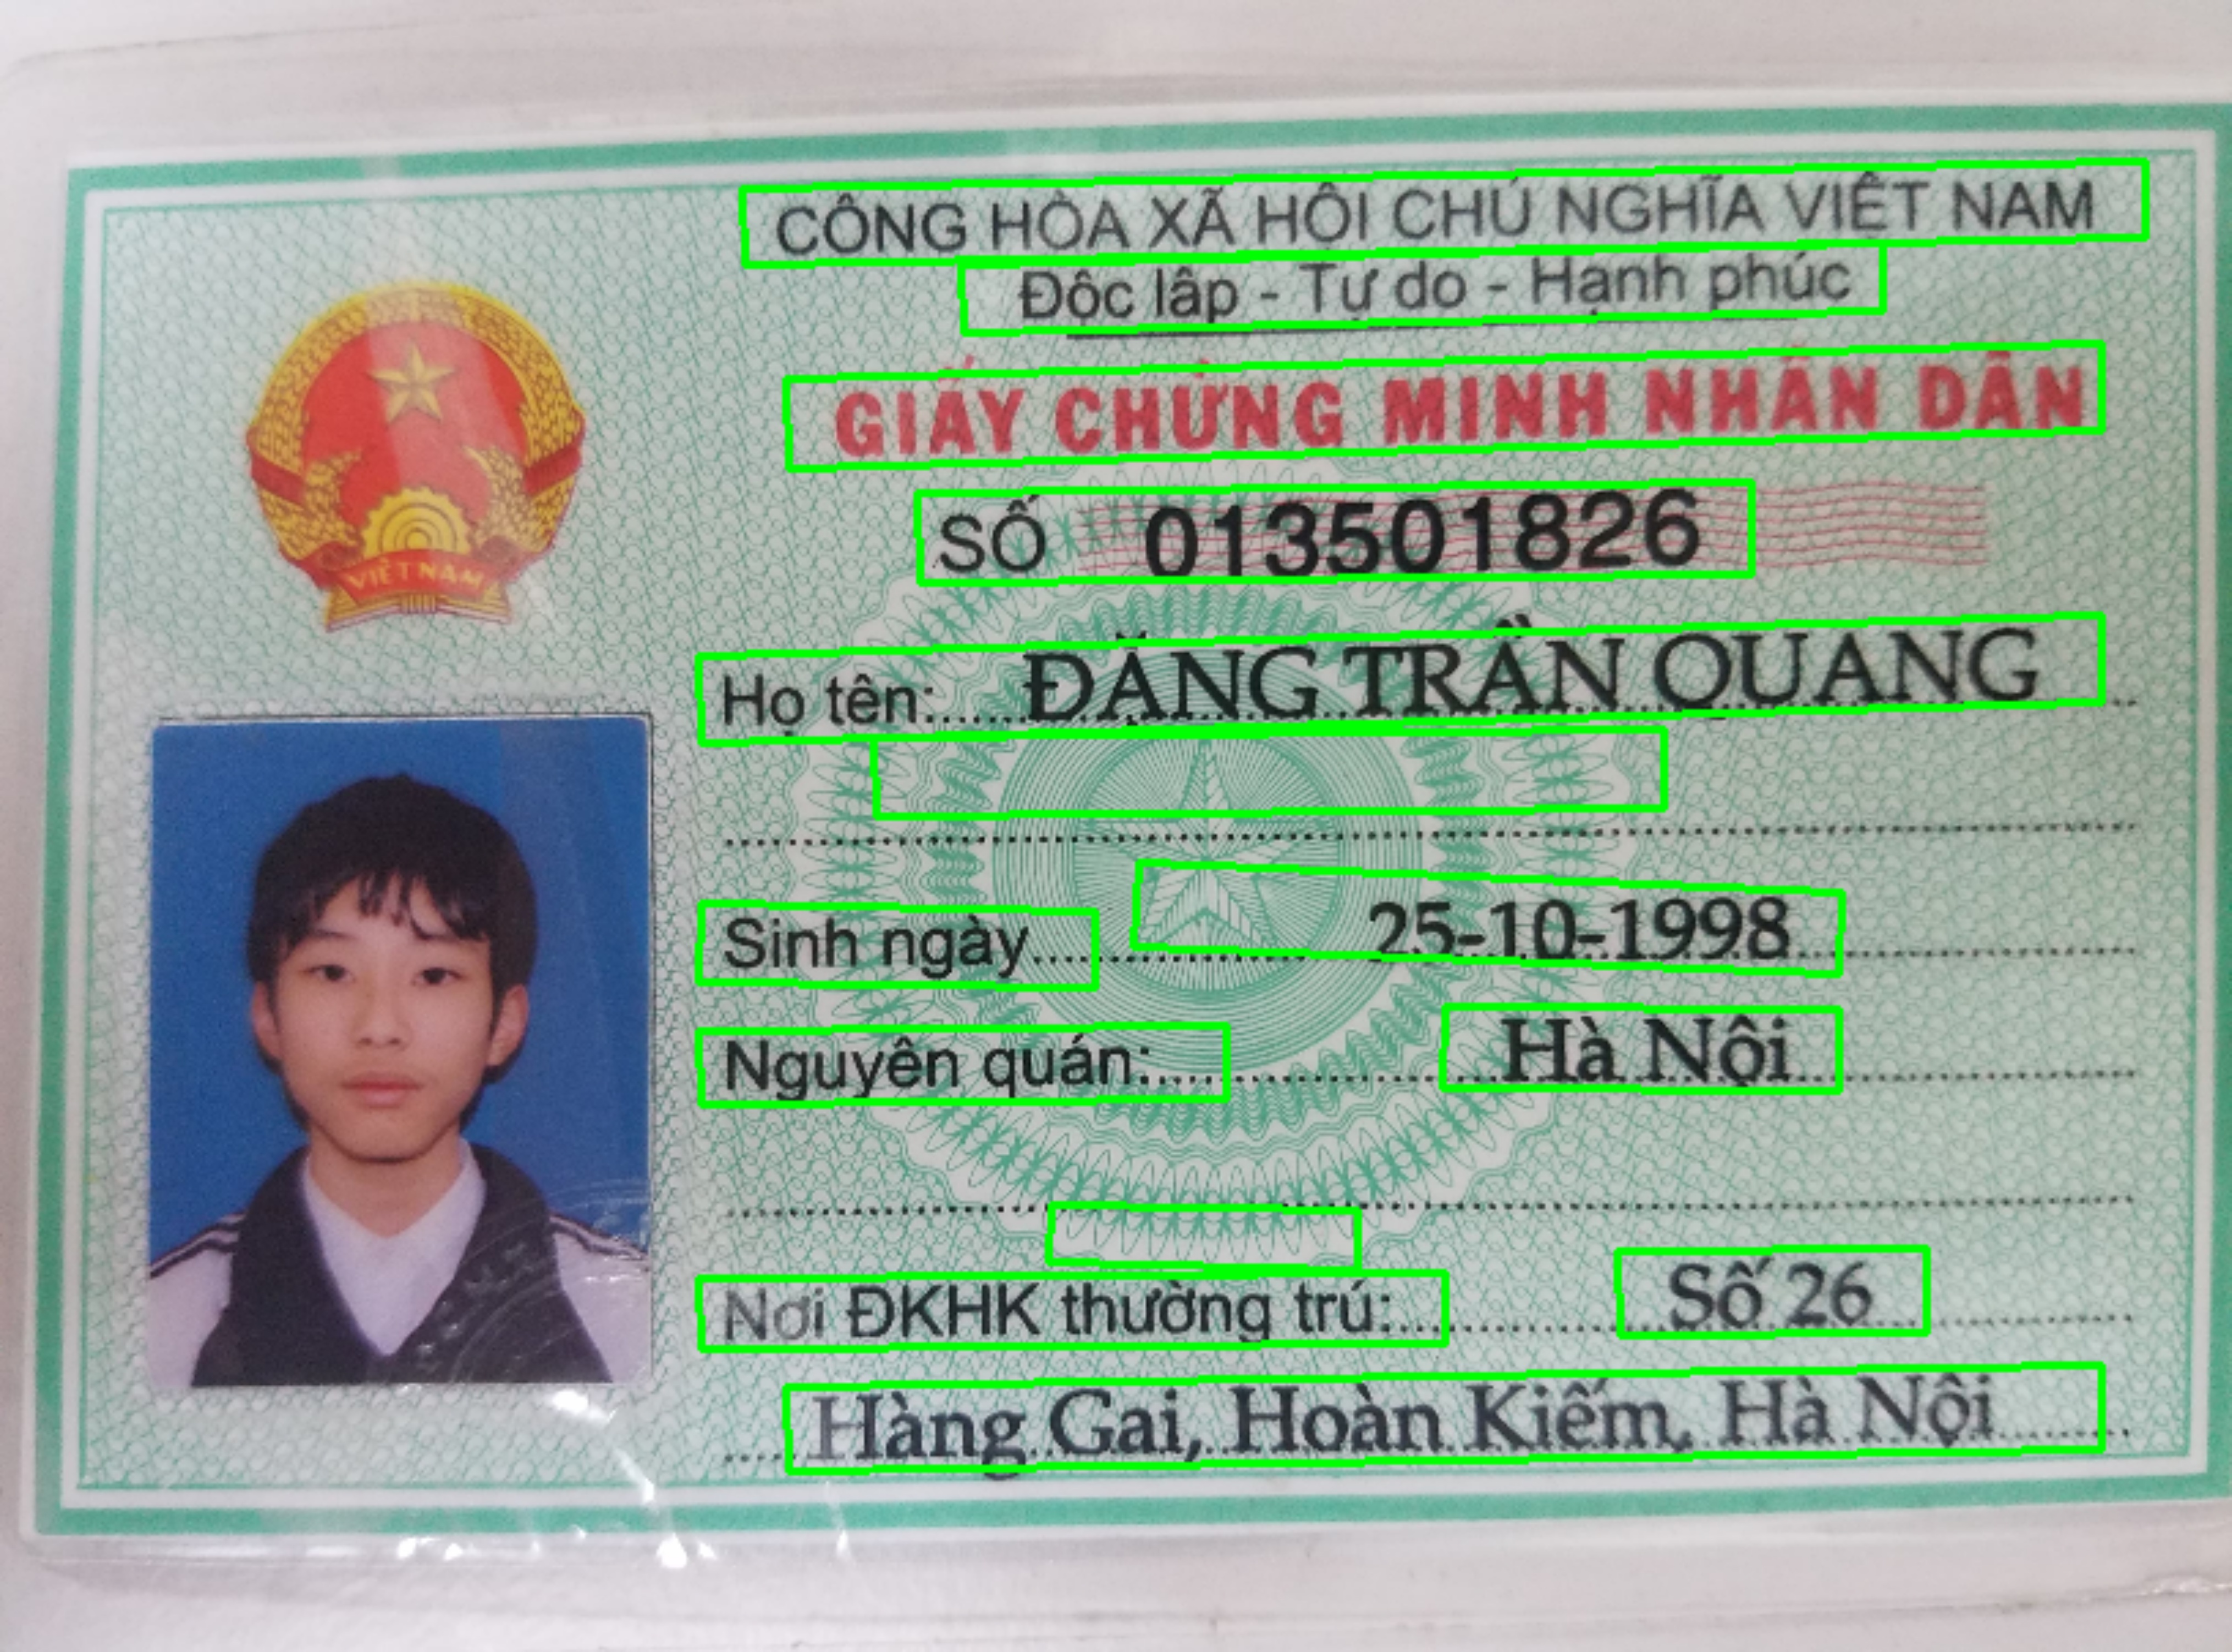 CỘNG HÒA XÃ HỘI CHỦ NGHĨA VIỆT NAM
Độc lập - Tự do - Hạnh phúc
GIẤY CHỨNG MINH NHÂN DÂN
SỐ 013501826
VIỆT NAM
Họ tên: ĐẶNG TRẦN QUANG
Sinh ngày 25-10-1998
Nguyên quán: Hà Nội
Nơi ĐKHK thường trú: Số 26
Hàng Gai, Hoàn Kiếm, Hà Nội